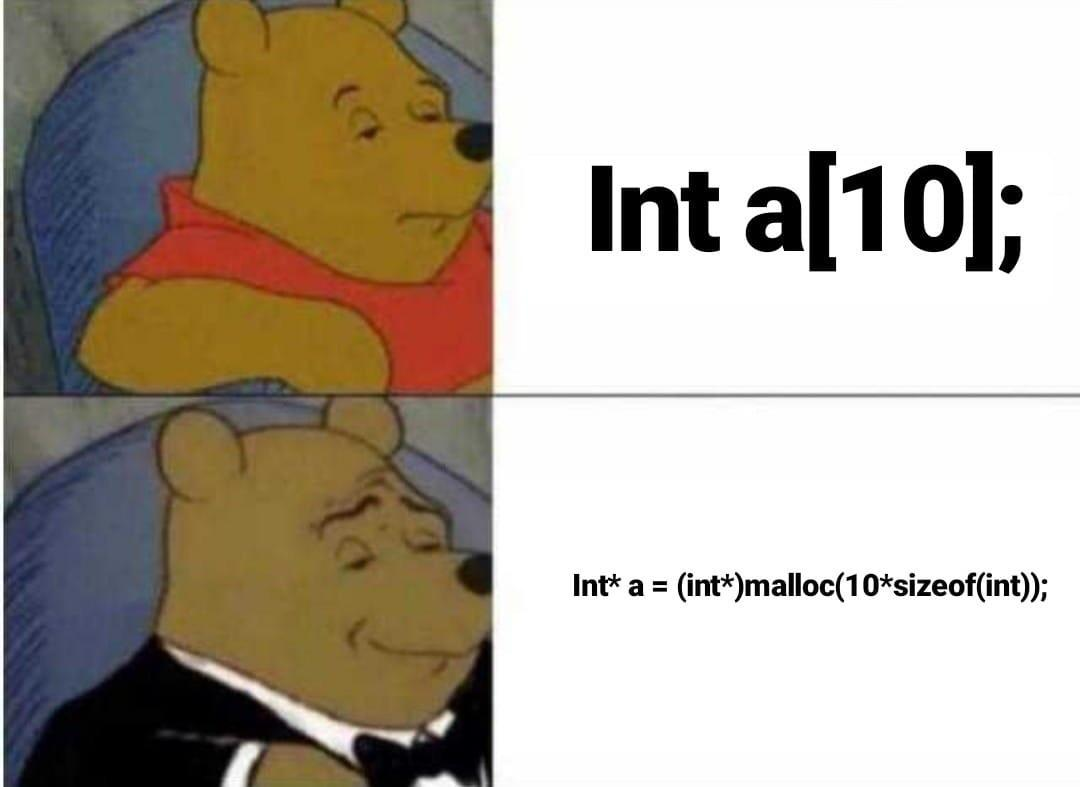 Int a[10];
Int* a = (int*)malloc(10*sizeof(int));